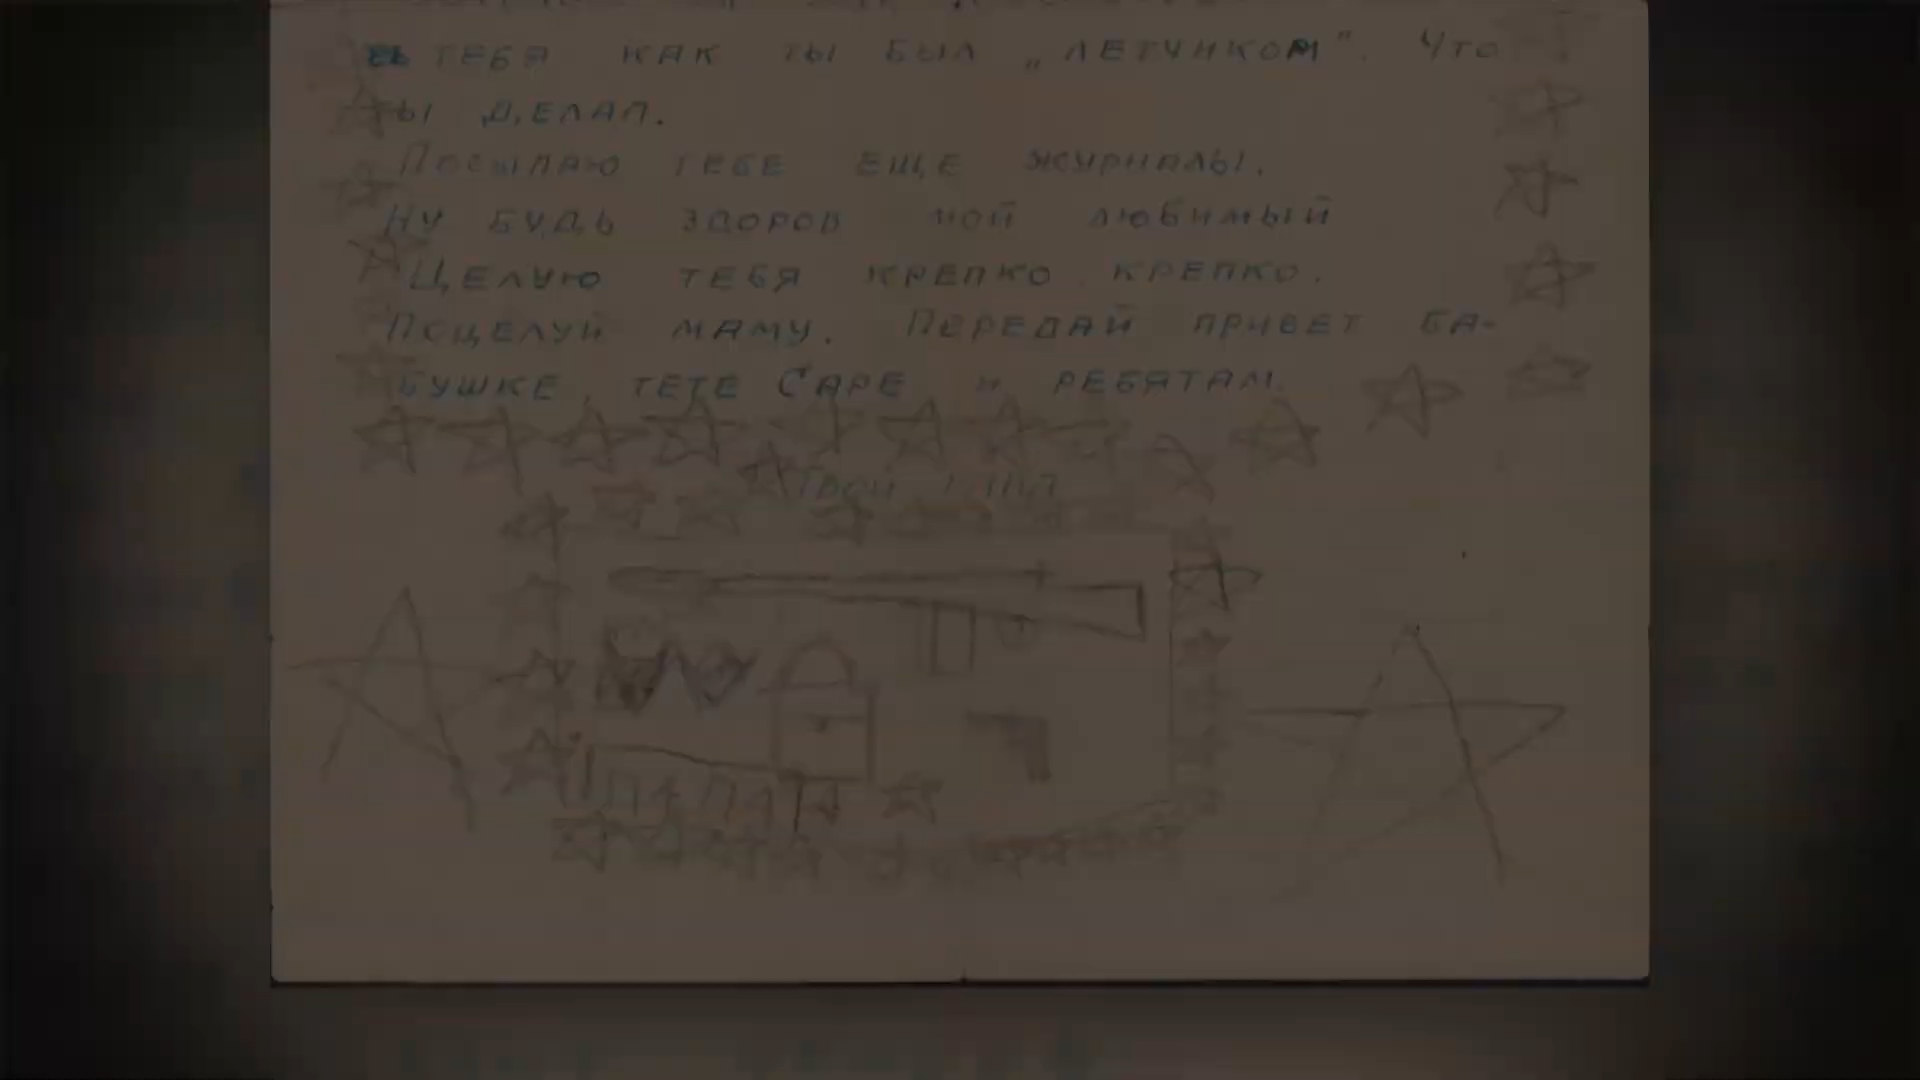 ТЕБЯ КАК ТЫ БЫЛ „ЛЕТЧИКОМ". ЧТО
ТЫ ДЕЛАЛ.
ПОСЫЛАЮ ТЕБЕ ЕЩЕ ЖУРНАЛЫ.
НУ БУДЬ ЗДОРОВ МОЙ ЛЮБИМЫЙ
ЦЕЛУЮ ТЕБЯ КРЕПКО КРЕПКО.
ПОЦЕЛУЙ МАМУ. ПЕРЕДАЙ ПРИВЕТ БА-
БУШКЕ, ТЕТЕ САРЕ И РЕБЯТАМ.
Твой